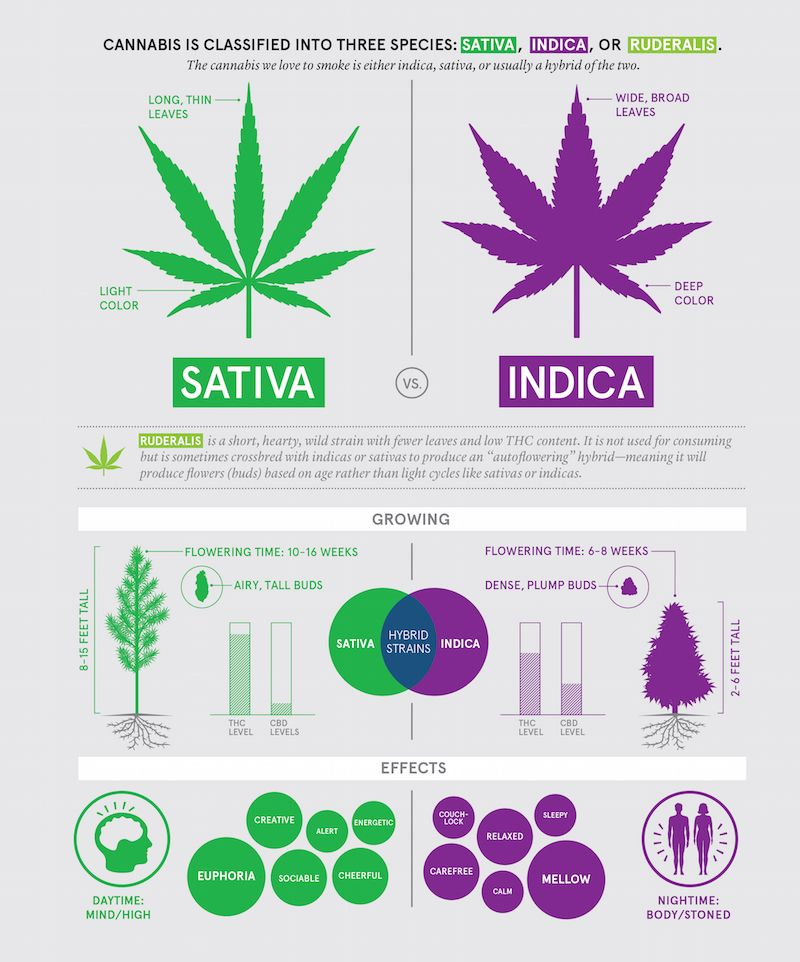 CANNABIS IS CLASSIFIED INTO THREE SPECIES: SATIVA, INDICA, OR RUDERALIS.
The cannabis we love to smoke is either indica, sativa, or usually a hybrid of the two.
LONG, THIN
LEAVES
LIGHT
COLOR
SATIVA
VS.
WIDE, BROAD
LEAVES
DEEP
COLOR
INDICA
RUDERALIS is a short, hearty, wild strain with fewer leaves and low THC content. It is not used for consuming
but is sometimes crossbred with indicas or sativas to produce an “autoflowering” hybrid—meaning it will
produce flowers (buds) based on age rather than light cycles like sativas or indicas.
GROWING
8-15 FEET TALL
FLOWERING TIME: 10-16 WEEKS
AIRY, TALL BUDS
THC
LEVEL
CBD
LEVELS
SATIVA
HYBRID
STRAINS
INDICA
FLOWERING TIME: 6-8 WEEKS
DENSE, PLUMP BUDS
THC
LEVEL
CBD
LEVEL
2-6 FEET TALL
EFFECTS
DAYTIME:
MIND/HIGH
CREATIVE
ALERT
ENERGETIC
EUPHORIA
SOCIABLE
CHEERFUL
COUCH-
LOCK
RELAXED
SLEEPY
CAREFREE
CALM
MELLOW
NIGHTIME:
BODY/STONED